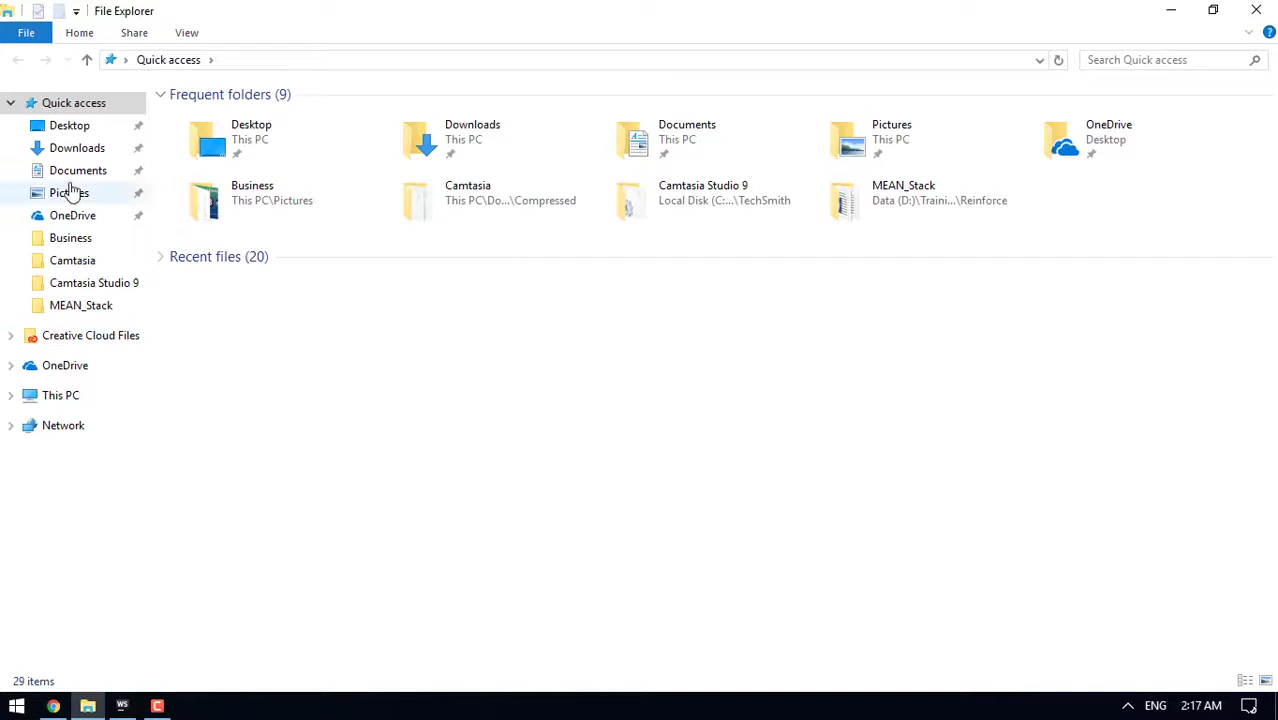 File Explorer
File Home Share View
Quick access
Search Quick access
Quick access
Desktop
Downloads
Documents
Pictures
OneDrive
Business
Camtasia
Camtasia Studio 9
MEAN_Stack
Creative Cloud Files
OneDrive
This PC
Network
Frequent folders (9)
Desktop
This PC
Downloads
This PC
Documents
This PC
Pictures
This PC
OneDrive
Desktop
Business
This PC\Pictures
Camtasia
This PC\Do...\Compressed
Camtasia Studio 9
Local Disk (C:...\TechSmith
MEAN_Stack
Data (D:)\Traini...\Reinforce
Recent files (20)
29 items
WS
C
ENG 2:17 AM